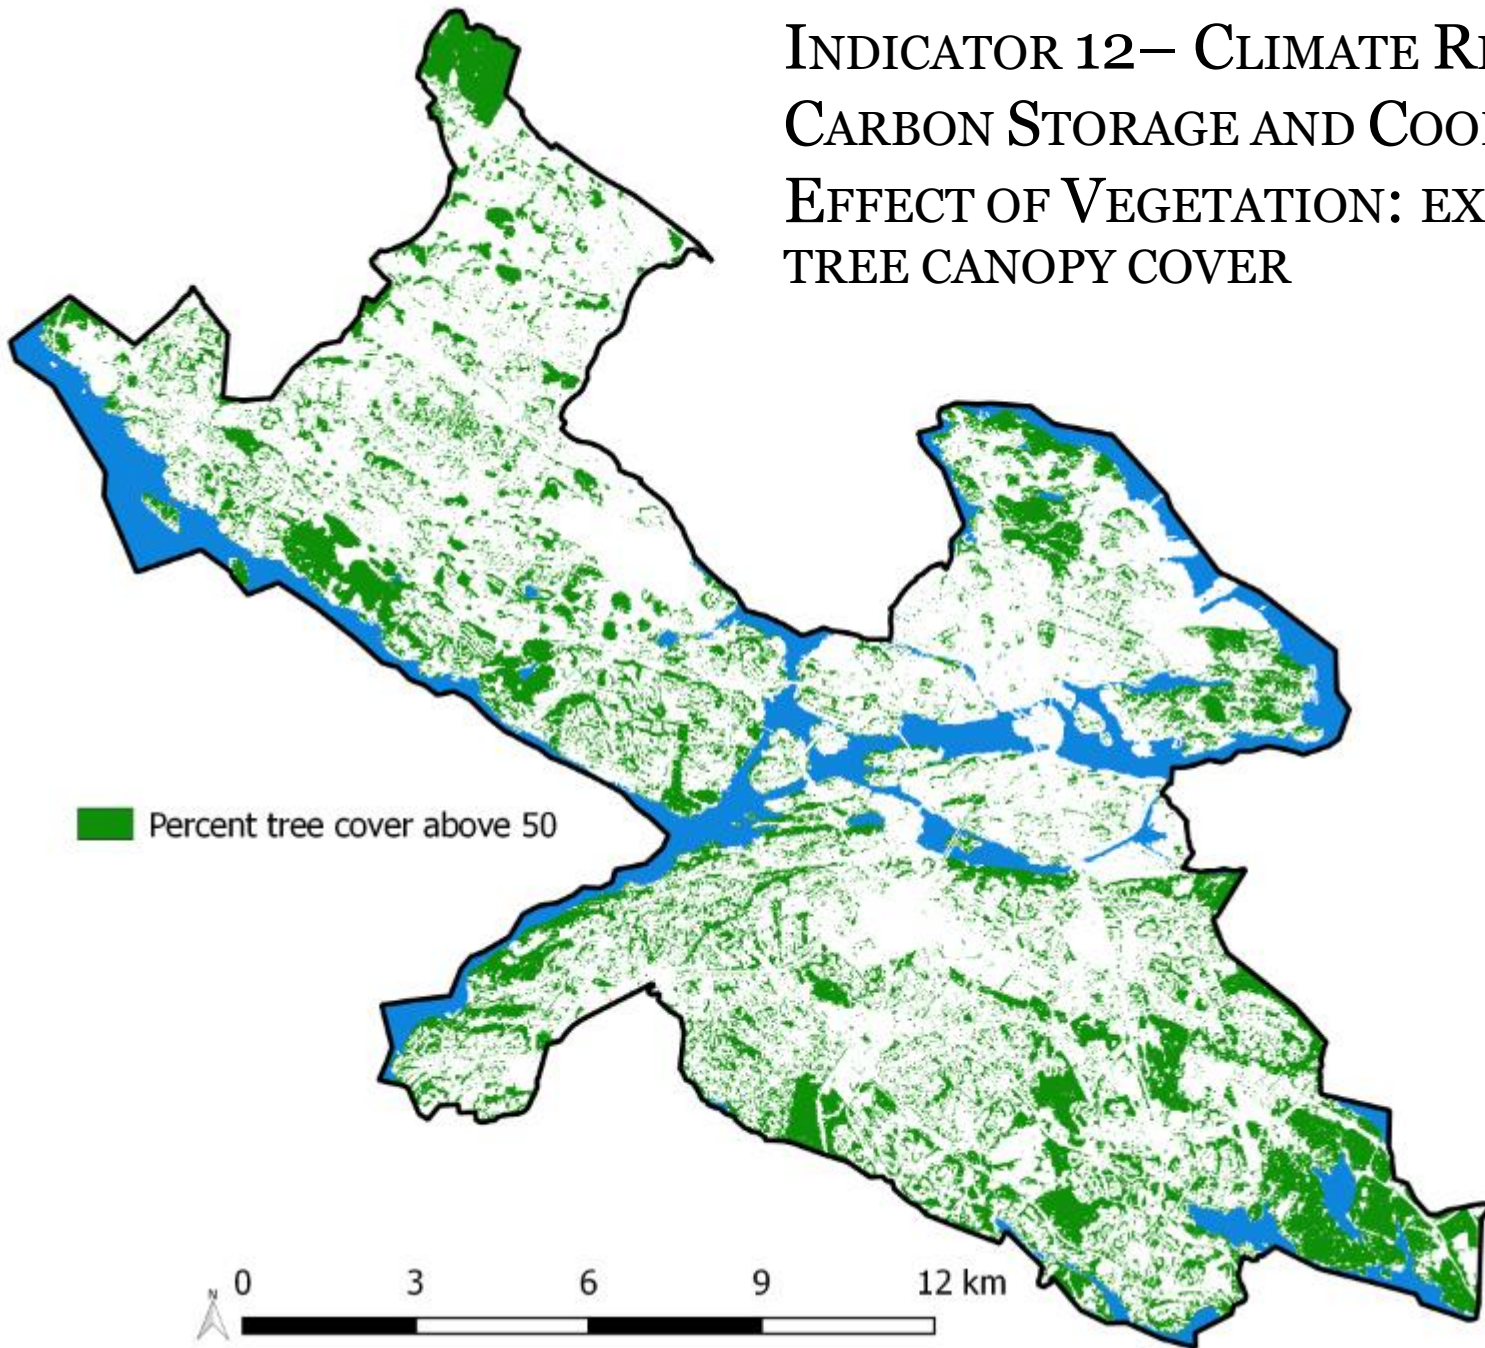 INDICATOR 12– CLIMATE R
CARBON STORAGE AND COO
EFFECT OF VEGETATION: EX
TREE CANOPY COVER
Percent tree cover above 50
0 3 6 9 12 km
N